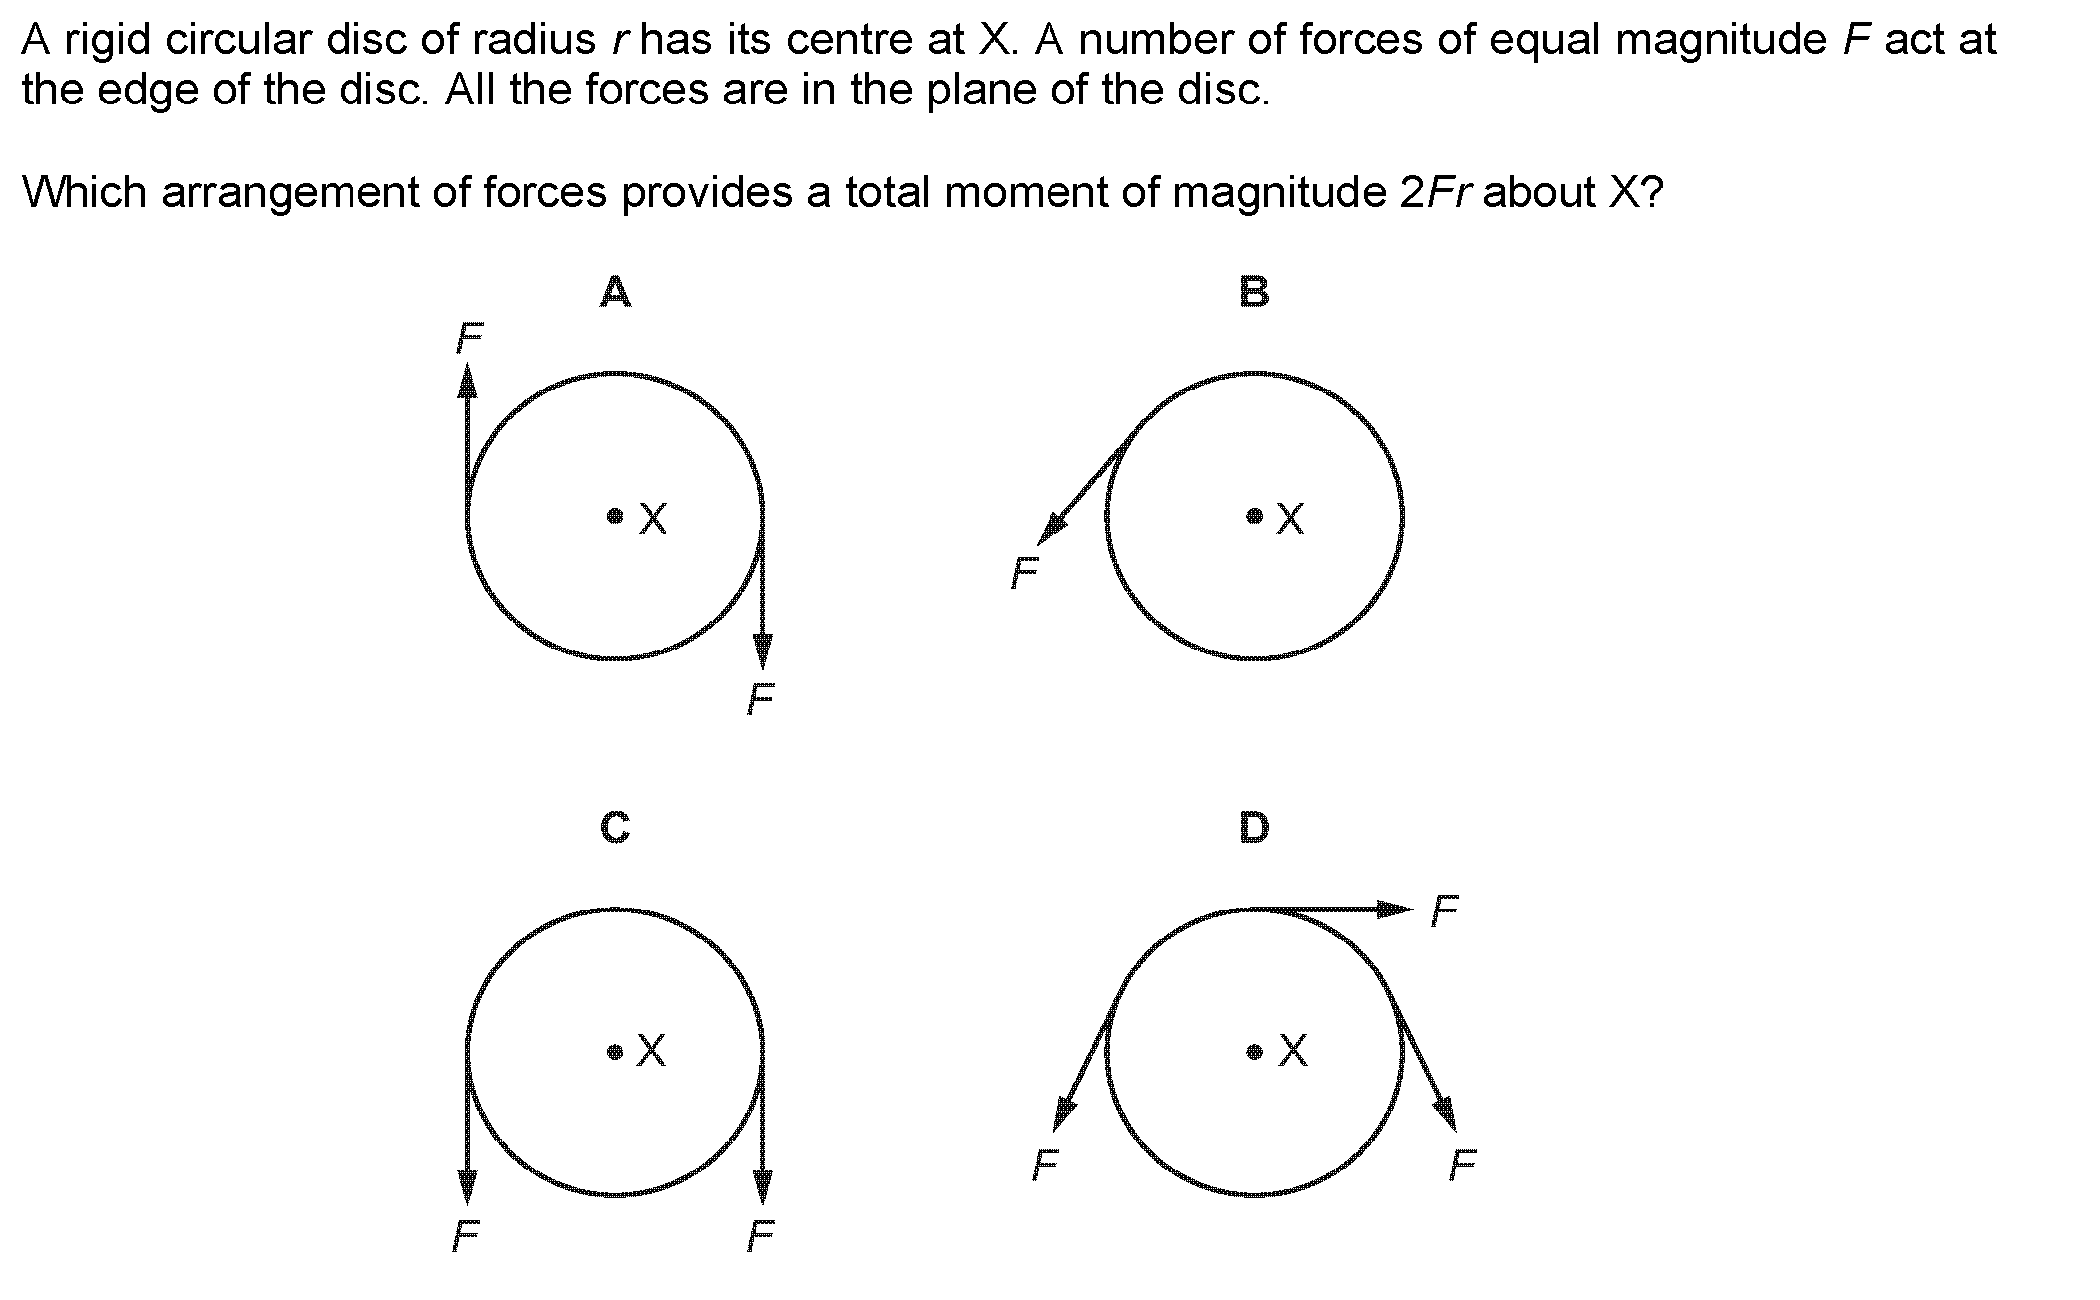 A rigid circular disc of radius r has its centre at X. A number of forces of equal magnitude F act at
the edge of the disc. All the forces are in the plane of the disc.
Which arrangement of forces provides a total moment of magnitude 2Fr about X?
A
B
F
X
X
F
F
C
D
F
X
X
F
F
F
F